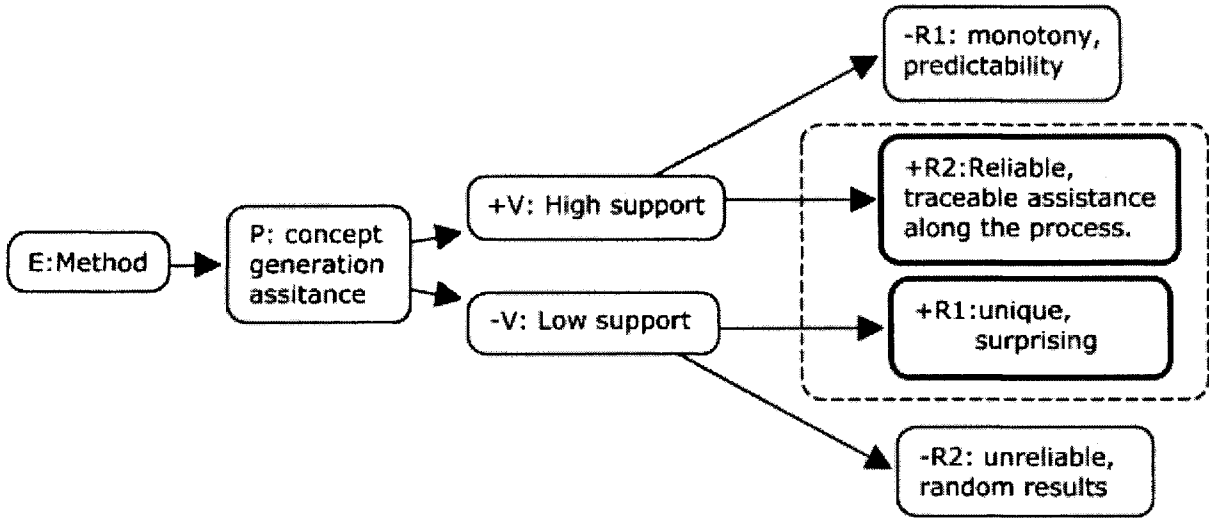 -R1: monotony,
predictability
+R2:Reliable,
traceable assistance
along the process.
+V: High support
P: concept
generation
assitance
E:Method
+R1:unique,
surprising
-V: Low support
-R2: unreliable,
random results